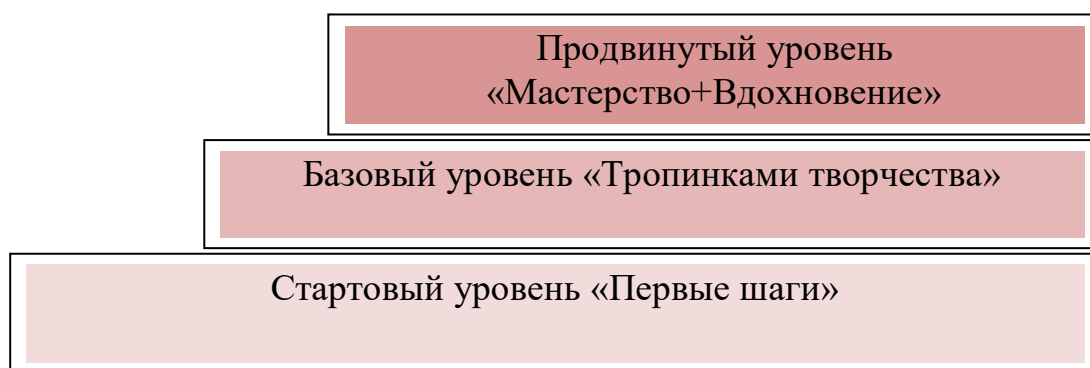 Продвинутый уровень
«Мастерство+Вдохновение»
Базовый уровень «Тропинками творчества»
Стартовый уровень «Первые шаги»